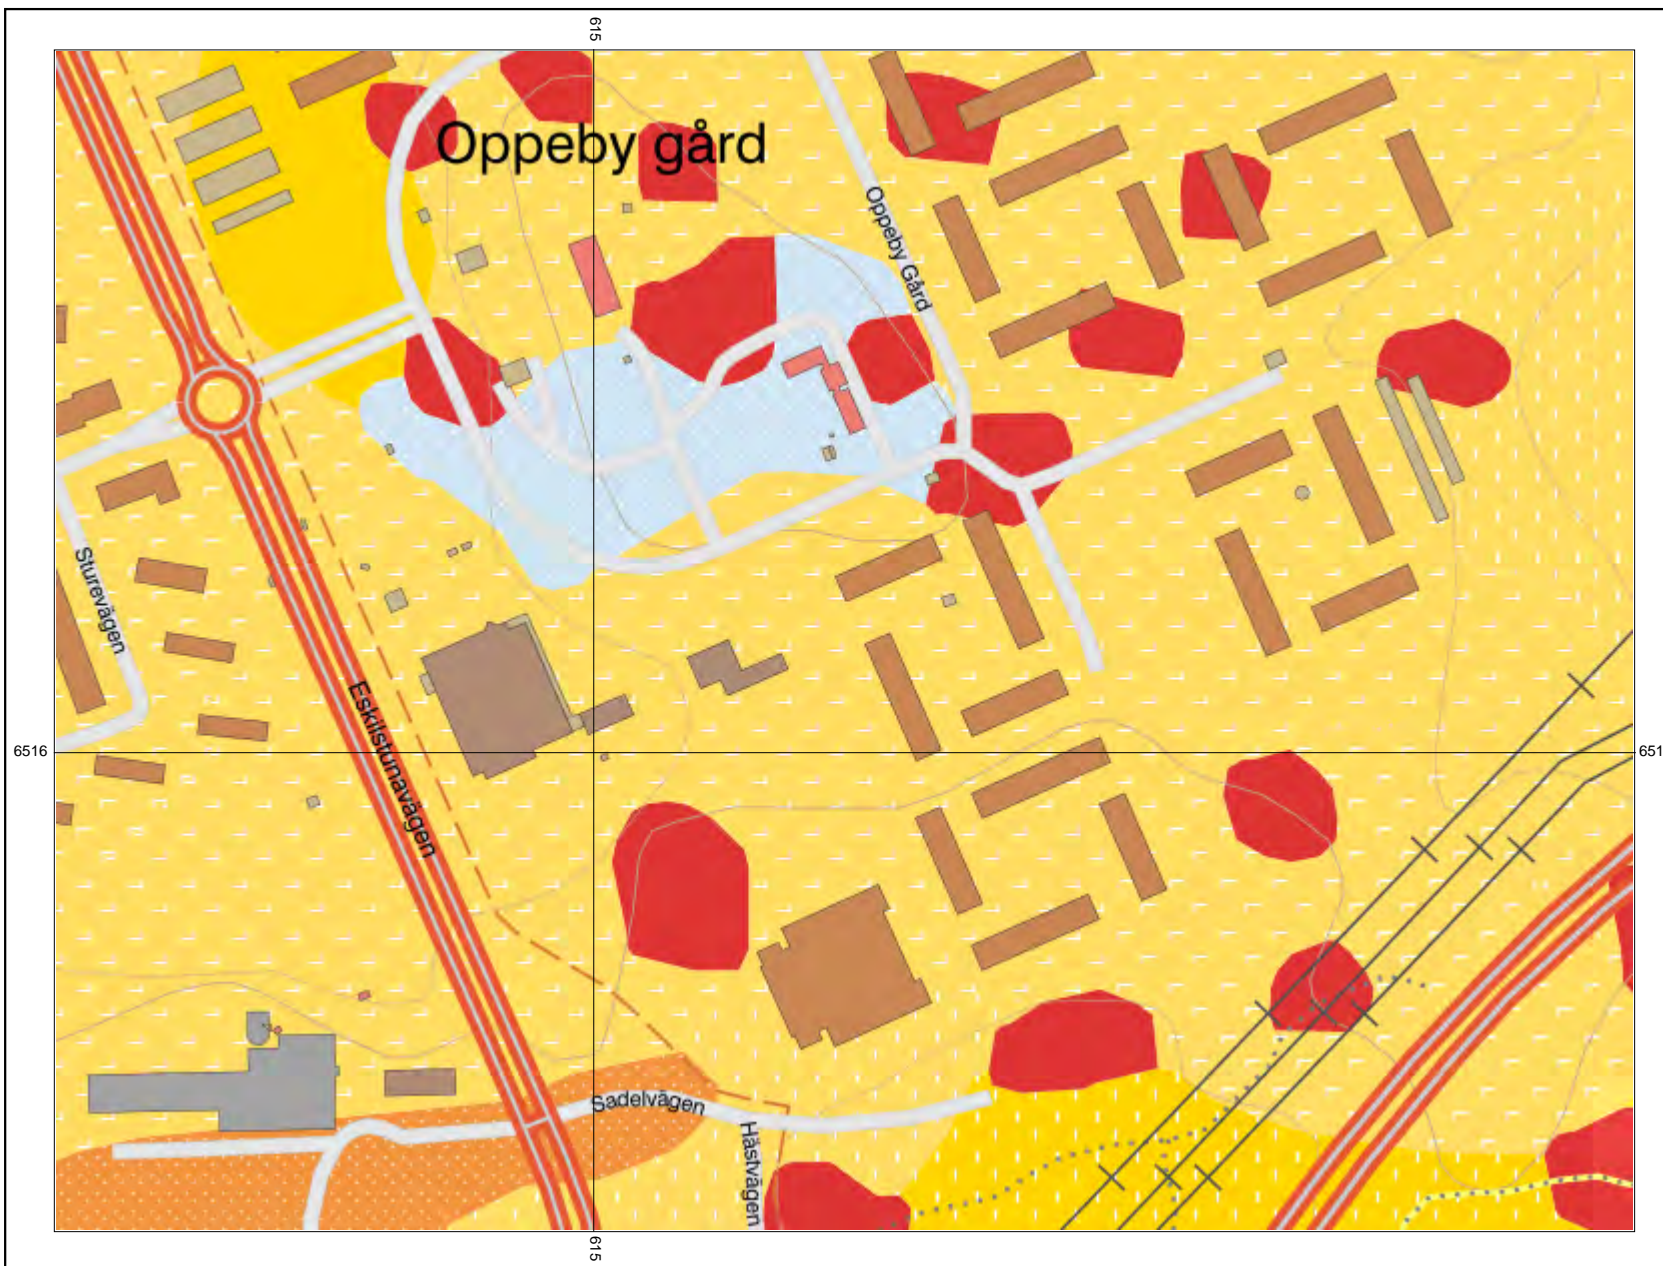 615
Oppeby gård
Oppeby Gård
Sturevägen
Eskilstunavägen
6516
651
Sadelvägen
Hästvägen
615